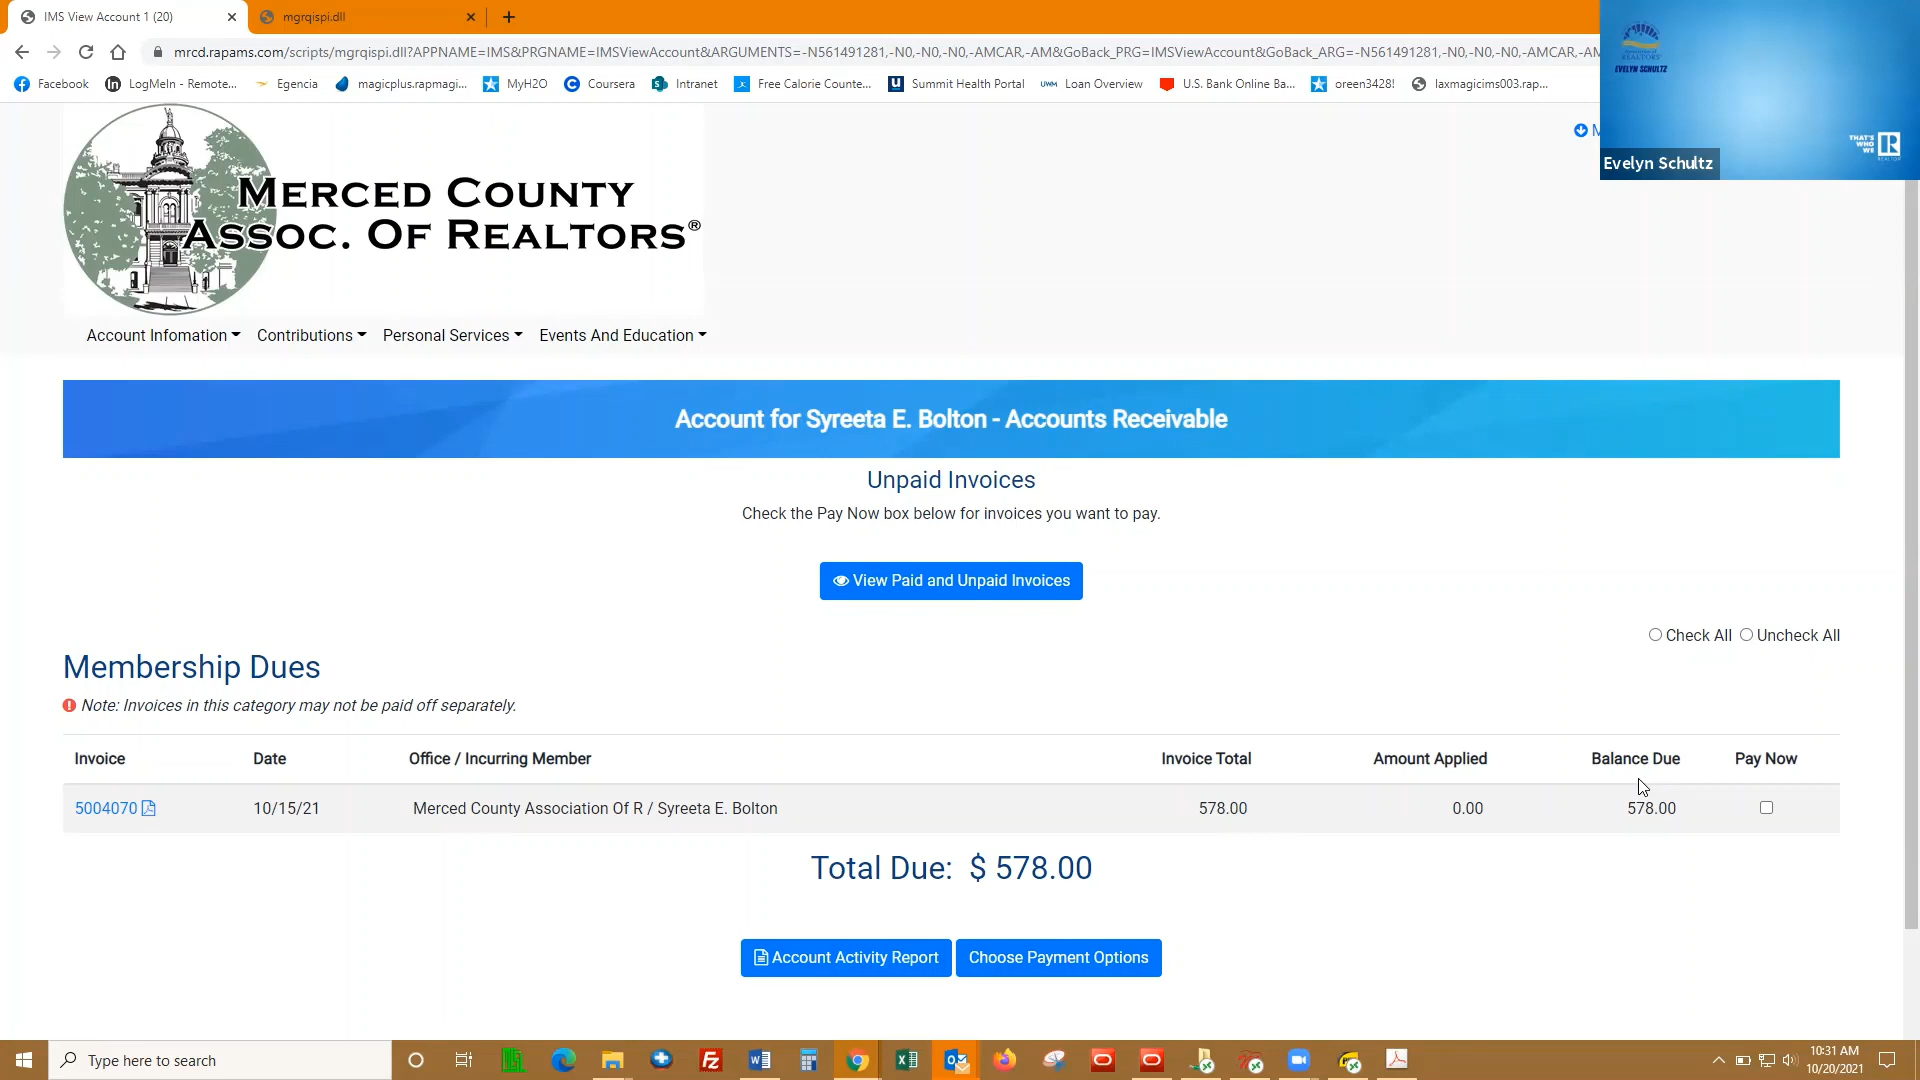 IMS View Account 1 (20)
mgrqispi.dll
mrcd.rapams.com/scripts/mgrqispi.dll?APPNAME=IMS&PRGNAME=IMSViewAccount&ARGUMENTS=-N561491281,-N0,-N0,-N0,-AMCAR,-AM&GoBack_PRG=IMSViewAccount&GoBack_ARG=-N561491281,-N0,-N0,-N0,-AMCAR,-AM
Facebook
LogMeIn - Remote...
Egencia
magicplus.rapmagi...
MyH2O
Coursera
Intranet
Free Calorie Counte...
Summit Health Portal
Loan Overview
U.S. Bank Online Ba...
oreen3428!
laxmagicims003.rap...
REALTORY
EVELYN SCHULTZ
THAT'S
WHO
WE
R
REALTOR
Evelyn Schultz
MERCED COUNTY
ASSOC. OF REALTORS®
Account Infomation
Contributions
Personal Services
Events And Education
Account for Syreeta E. Bolton - Accounts Receivable
Unpaid Invoices
Check the Pay Now box below for invoices you want to pay.
View Paid and Unpaid Invoices
Check All Uncheck All
Membership Dues
Note: Invoices in this category may not be paid off separately.
Invoice Date Office / Incurring Member Invoice Total Amount Applied Balance Due Pay Now
5004070 10/15/21 Merced County Association Of R / Syreeta E. Bolton 578.00 0.00 578.00
Total Due: $ 578.00
Account Activity Report
Choose Payment Options
Type here to search
10:31 AM
10/20/2021